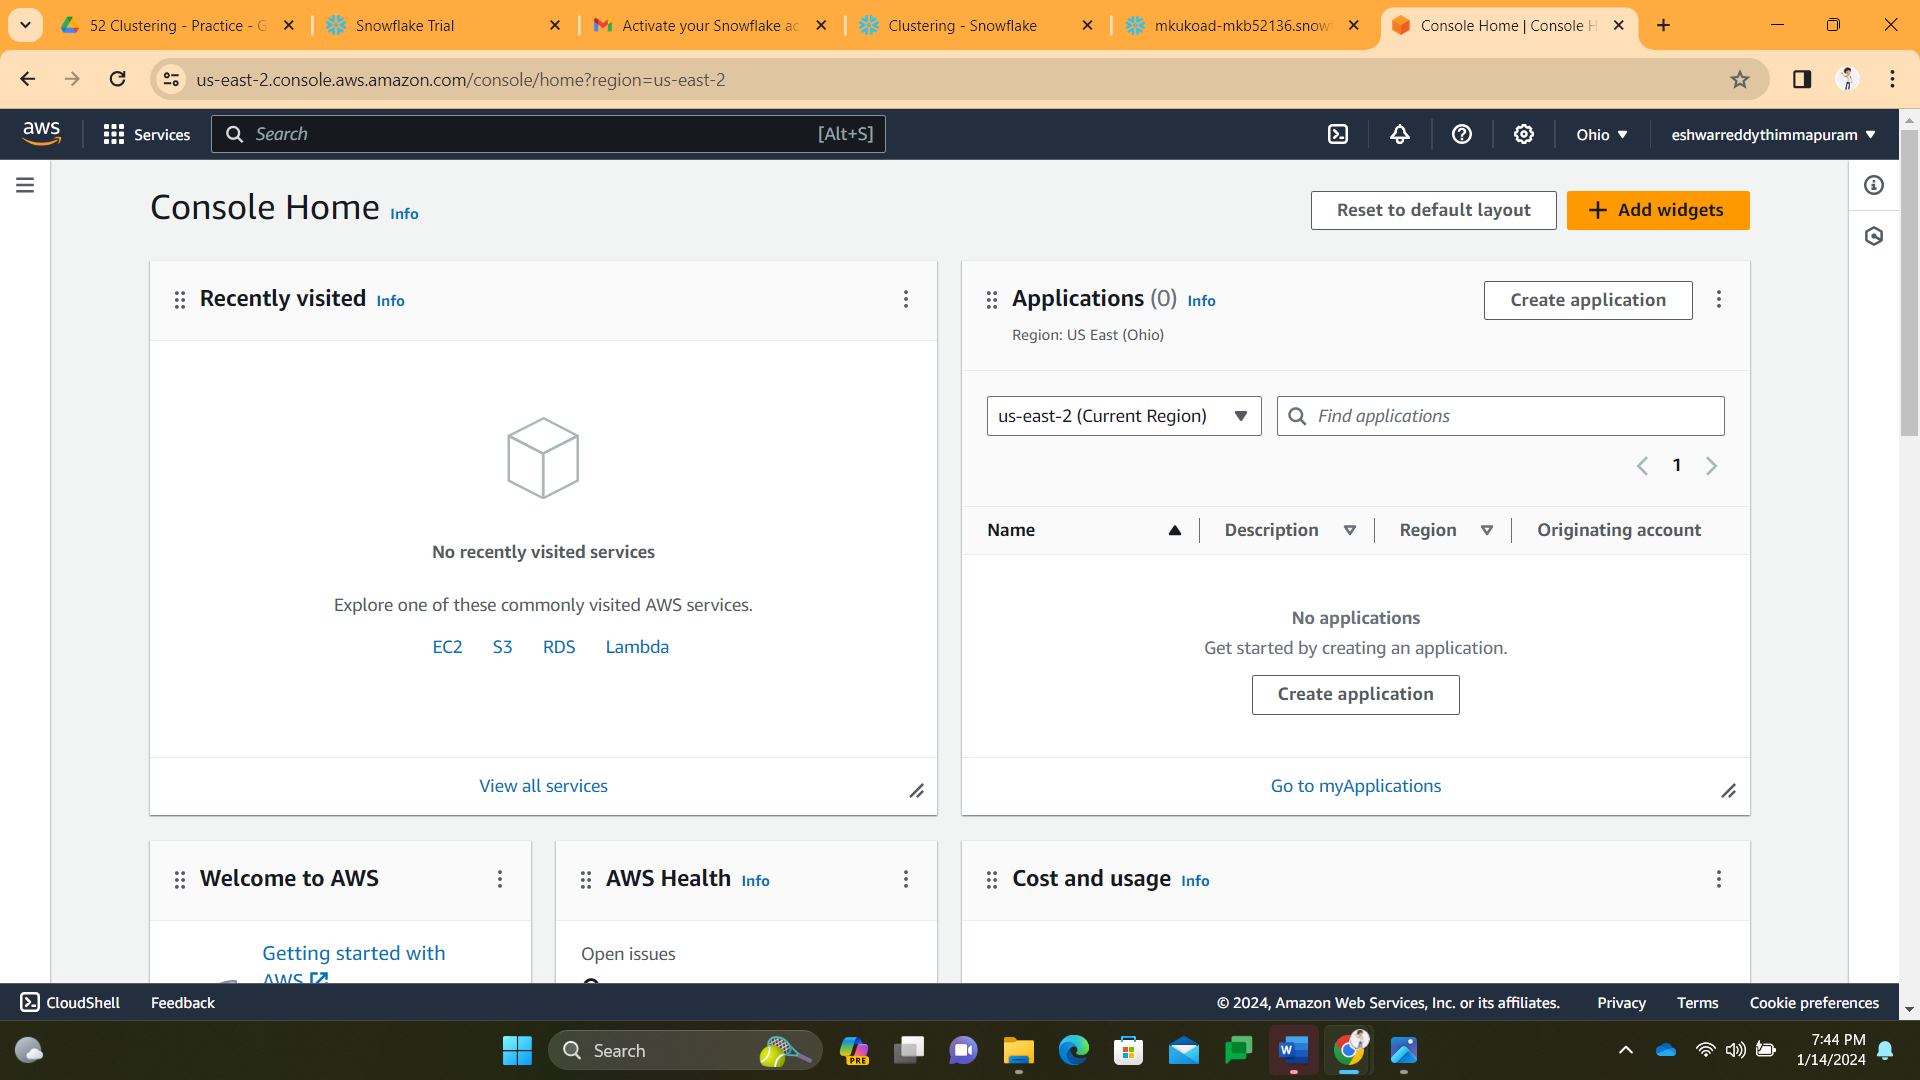 52 Clustering - Practice - G
Snowflake Trial
Activate your Snowflake ac
Clustering - Snowflake
mkukoad-mkb52136.snow
Console Home | Console H
us-east-2.console.aws.amazon.com/console/home?region=us-east-2
aws
Services
Search
[Alt+S]
Ohio
eshwarreddythimmapuram
Console Home Info
Reset to default layout
Add widgets
Recently visited Info
No recently visited services
Explore one of these commonly visited AWS services.
EC2 S3 RDS Lambda
View all services
Applications (0) Info
Region: US East (Ohio)
Create application
us-east-2 (Current Region)
Find applications
1
Name Description Region Originating account
No applications
Get started by creating an application.
Create application
Go to myApplications
Welcome to AWS
Getting started with
AWS
AWS Health Info
Open issues
Cost and usage Info
CloudShell
Feedback
© 2024, Amazon Web Services, Inc. or its affiliates.
Privacy
Terms
Cookie preferences
Search
PRE
W
7:44 PM
1/14/2024